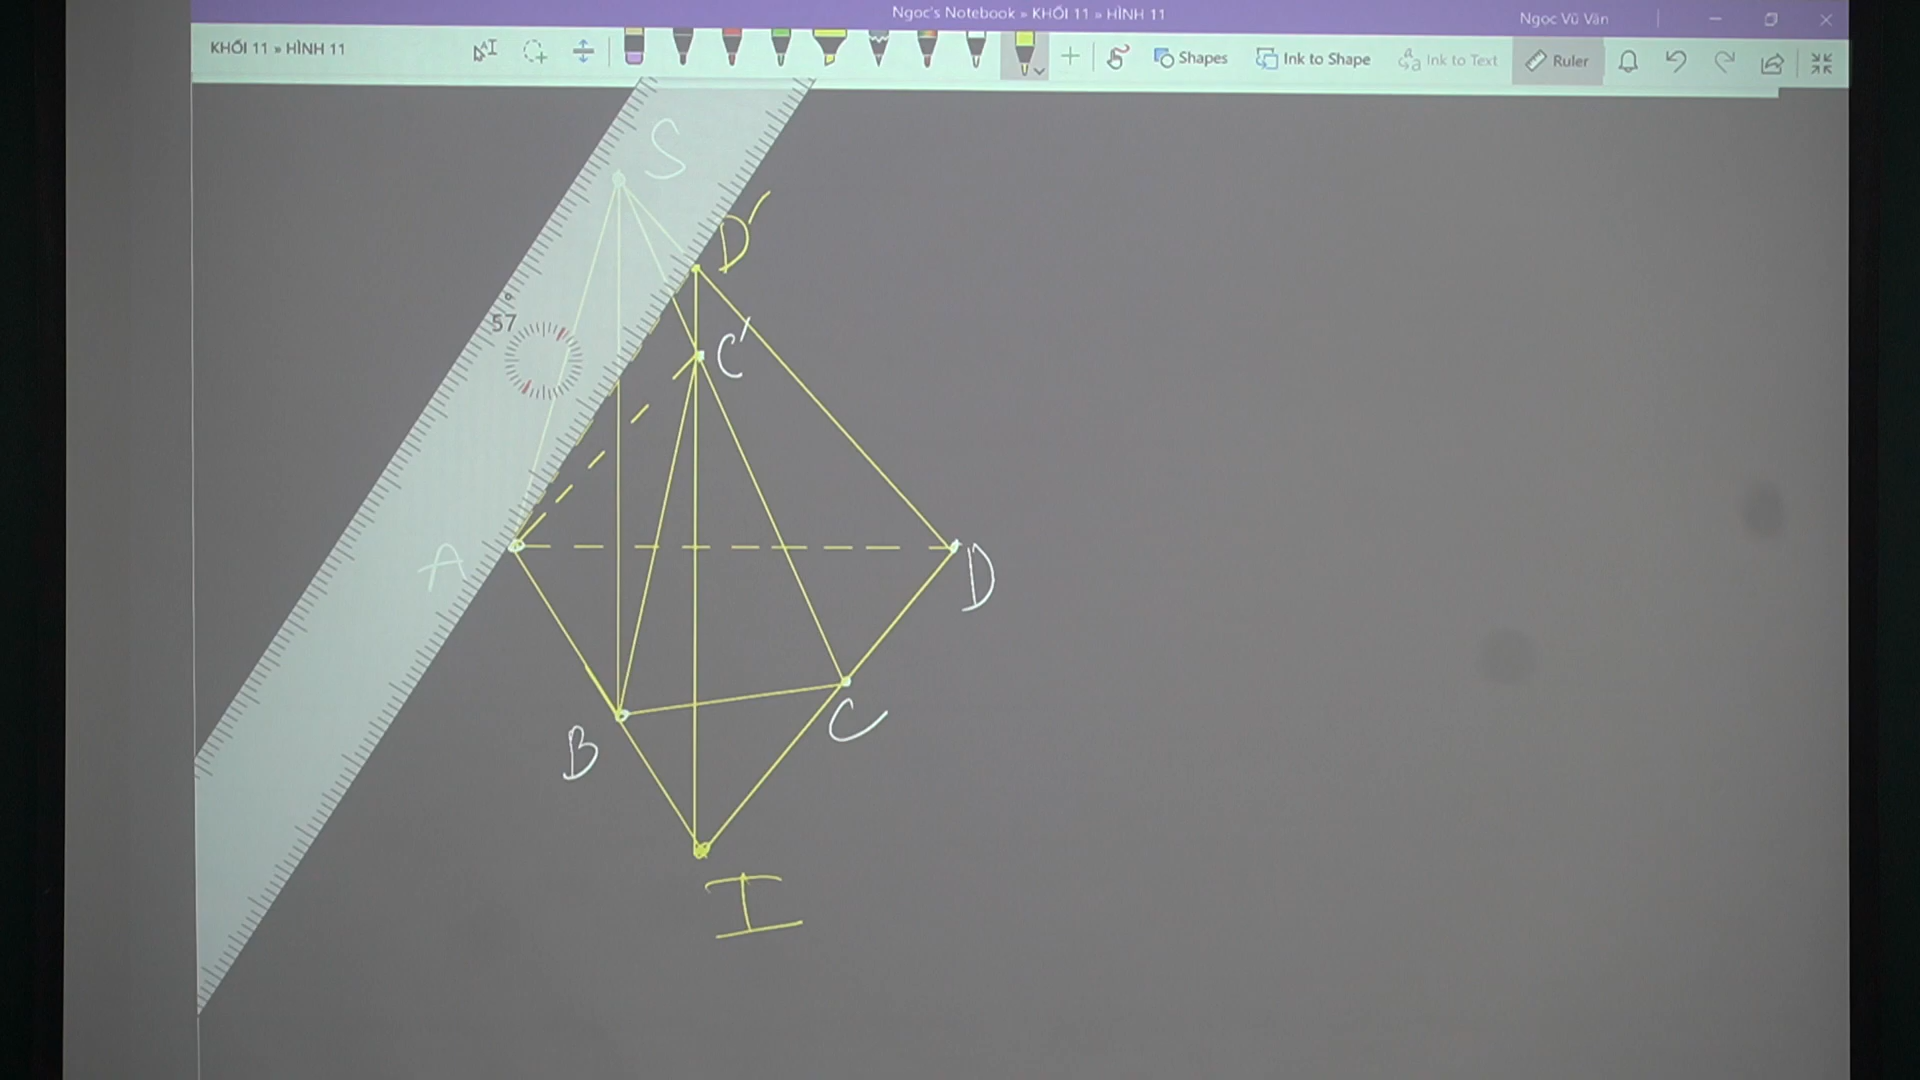 Ngoc's Notebook » KHỐI 11 » HÌNH 11
Ngoc Vũ Văn
KHỐI 11 » HÌNH 11
Shapes
Ink to Shape
Ink to Text
Ruler
S
D'
57°
C'
A
D
B
C
I